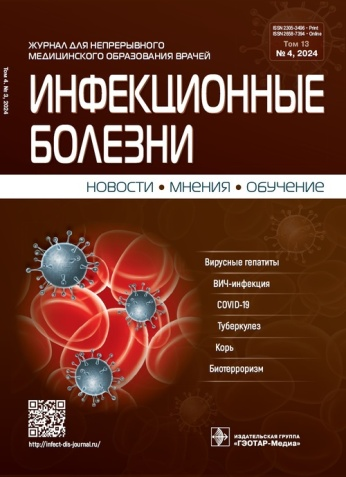 ISSN 2305-3496 - Print
ISSN 2658-7394 - Online
ЖУРНАЛ ДЛЯ НЕПРЕРЫВНОГО
МЕДИЦИНСКОГО ОБРАЗОВАНИЯ ВРАЧЕЙ
Том 13
№ 4, 2024
Том 4, № 3, 2024
ИНФЕКЦИОННЫЕ
БОЛЕЗНИ
НОВОСТИ • МНЕНИЯ • ОБУЧЕНИЕ
Вирусные гепатиты
ВИЧ-инфекция
COVID-19
Туберкулез
Корь
Биотерроризм
http://infect-dis-journal.ru/
ИЗДАТЕЛЬСКАЯ ГРУППА
«ГЭОТАР-Медиа»